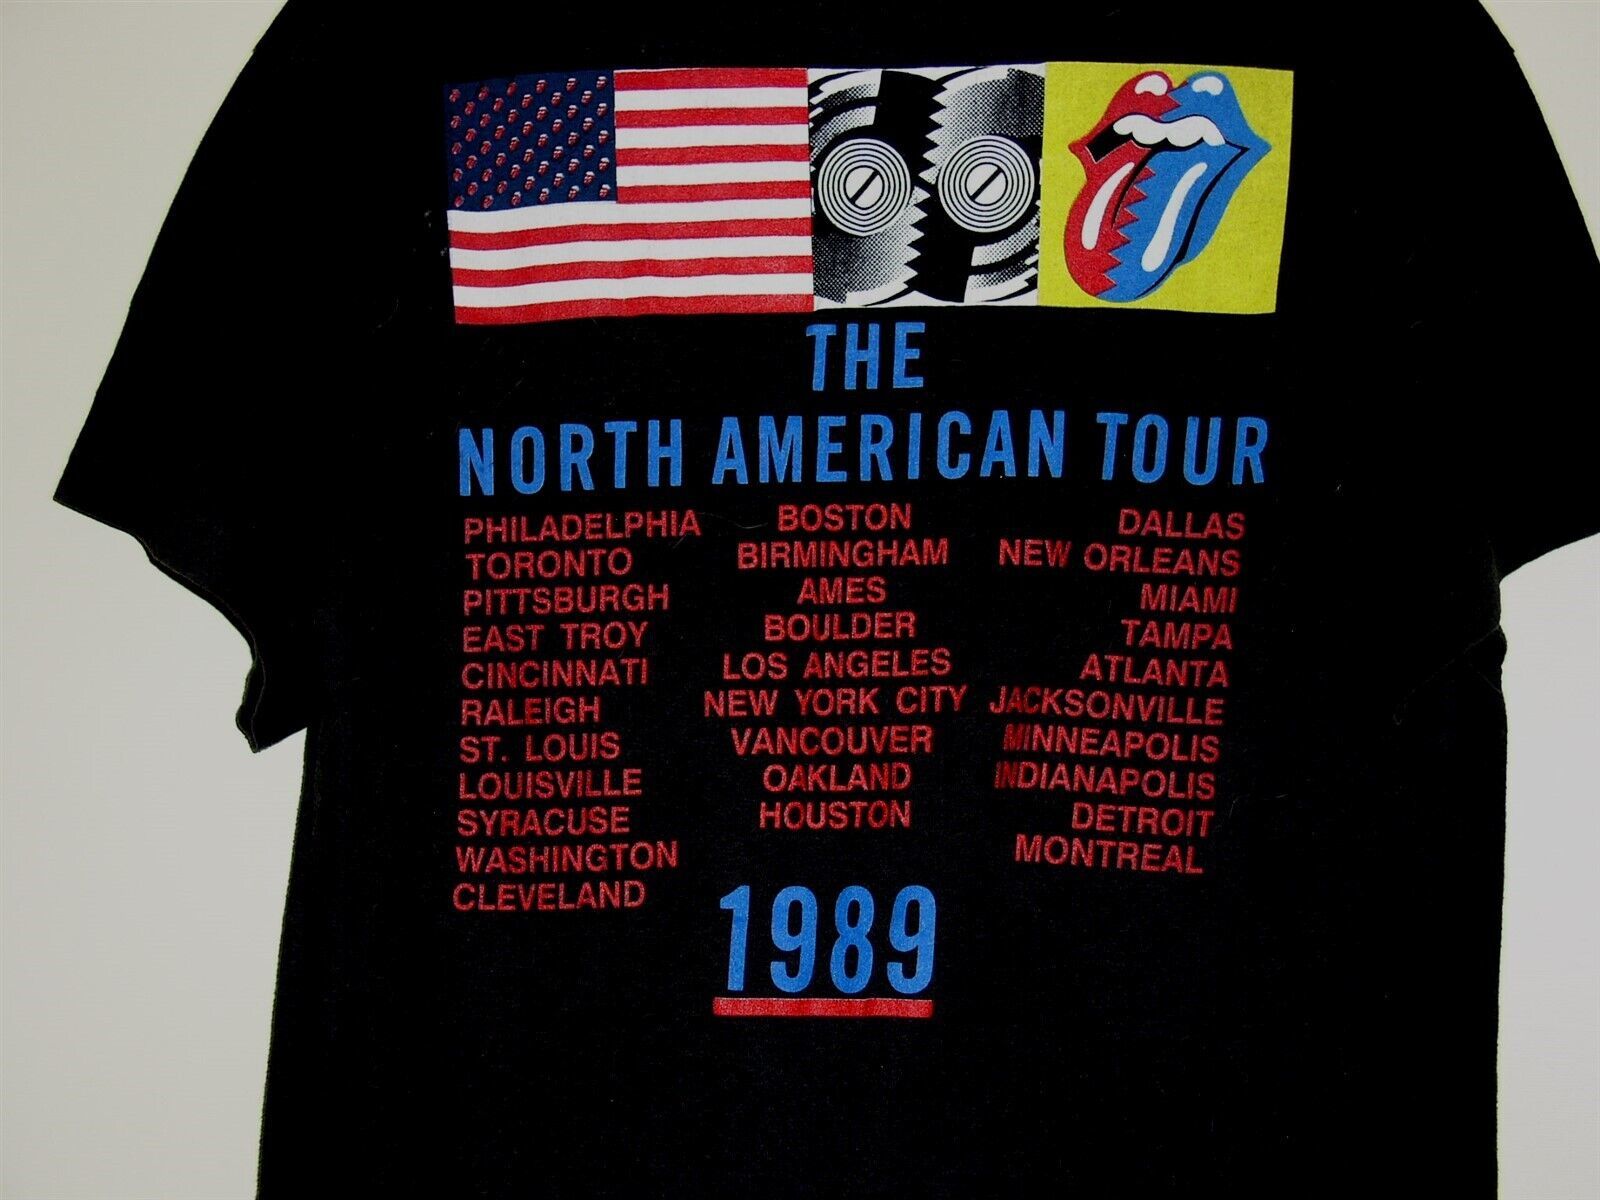 THE
NORTH AMERICAN TOUR
PHILADELPHIA
TORONTO
PITTSBURGH
EAST TROY
CINCINNATI
RALEIGH
ST. LOUIS
LOUISVILLE
SYRACUSE
WASHINGTON
CLEVELAND
BOSTON
BIRMINGHAM
AMES
BOULDER
LOS ANGELES
NEW YORK CITY
VANCOUVER
OAKLAND
HOUSTON
DALLAS
NEW ORLEANS
MIAMI
TAMPA
ATLANTA
JACKSONVILLE
MINNEAPOLIS
INDIANAPOLIS
DETROIT
MONTREAL
1989